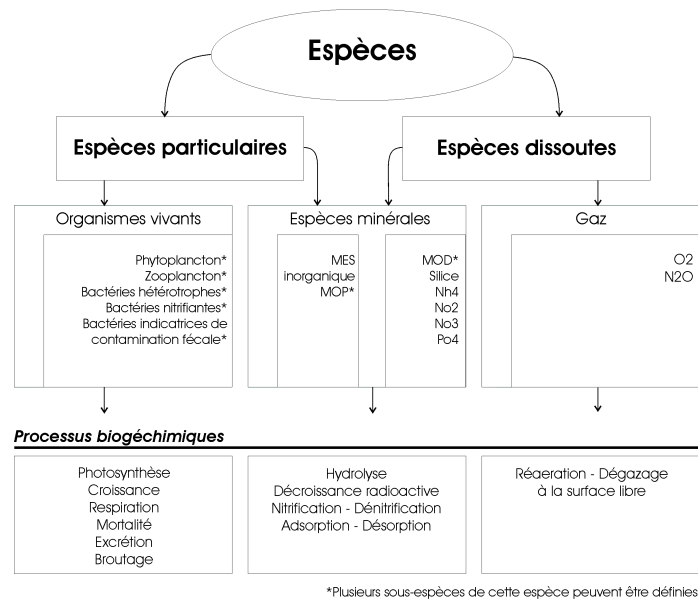 Espèces
Espèces particulaires
Espèces dissoutes
Organismes vivants
Phytoplancton*
Zooplancton*
Bactéries hétérotrophes*
Bactéries nitrifiantes*
Bactéries indicatrices de
contamination fécale*
Espèces minérales
MES
inorganique
MOP*
MOD*
Silice
Nh4
No2
No3
Po4
Gaz
O2
N2O
Processus biogéchimiques
Photosynthèse
Croissance
Respiration
Mortalité
Excrétion
Broutage
Hydrolyse
Décroissance radioactive
Nitrification - Dénitrification
Adsorption - Désorption
Réaeration - Dégazage
à la surface libre
*Plusieurs sous-espèces de cette espèce peuvent être définies